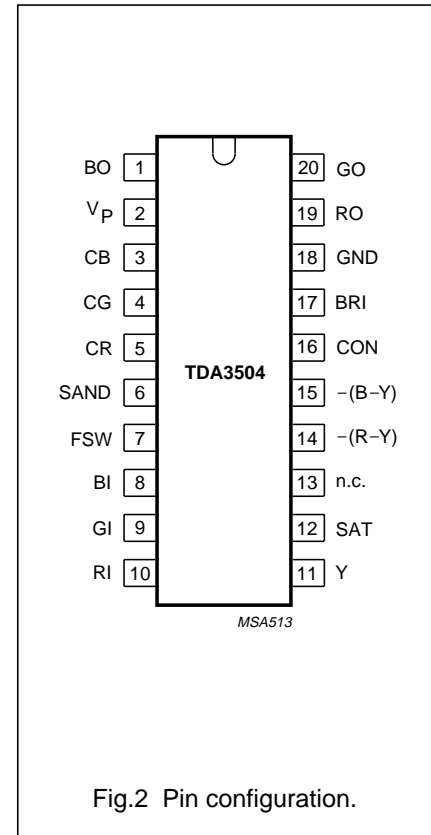 BO 1 20 GO
VP 2 19 RO
CB 3 18 GND
CG 4 17 BRI
CR 5 16 CON
TDA3504
SAND 6 15 −(B−Y)
FSW 7 14 −(R−Y)
BI 8 13 n.c.
GI 9 12 SAT
RI 10 11 Y
MSA513
Fig.2 Pin configuration.